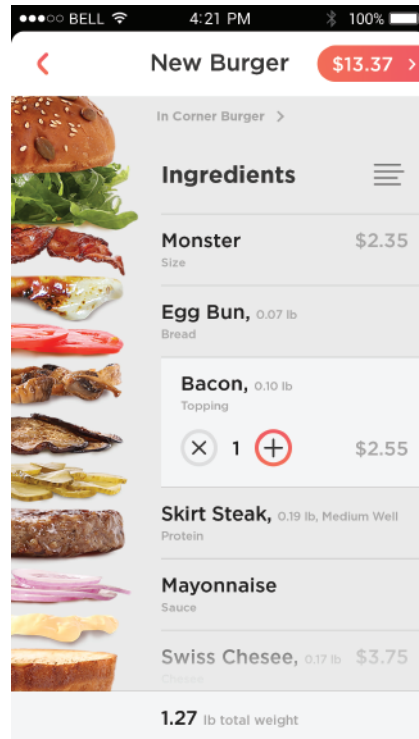 BELL 4:21 PM 100%
New Burger $13.37 >
In Corner Burger >
Ingredients
Monster $2.35
Size
Egg Bun, 0.07 lb
Bread
Bacon, 0.10 lb
Topping
1 $2.55
Skirt Steak, 0.19 lb, Medium Well
Protein
Mayonnaise
Sauce
Swiss Chesee, 0.17 lb $3.75
Cheese
1.27 lb total weight